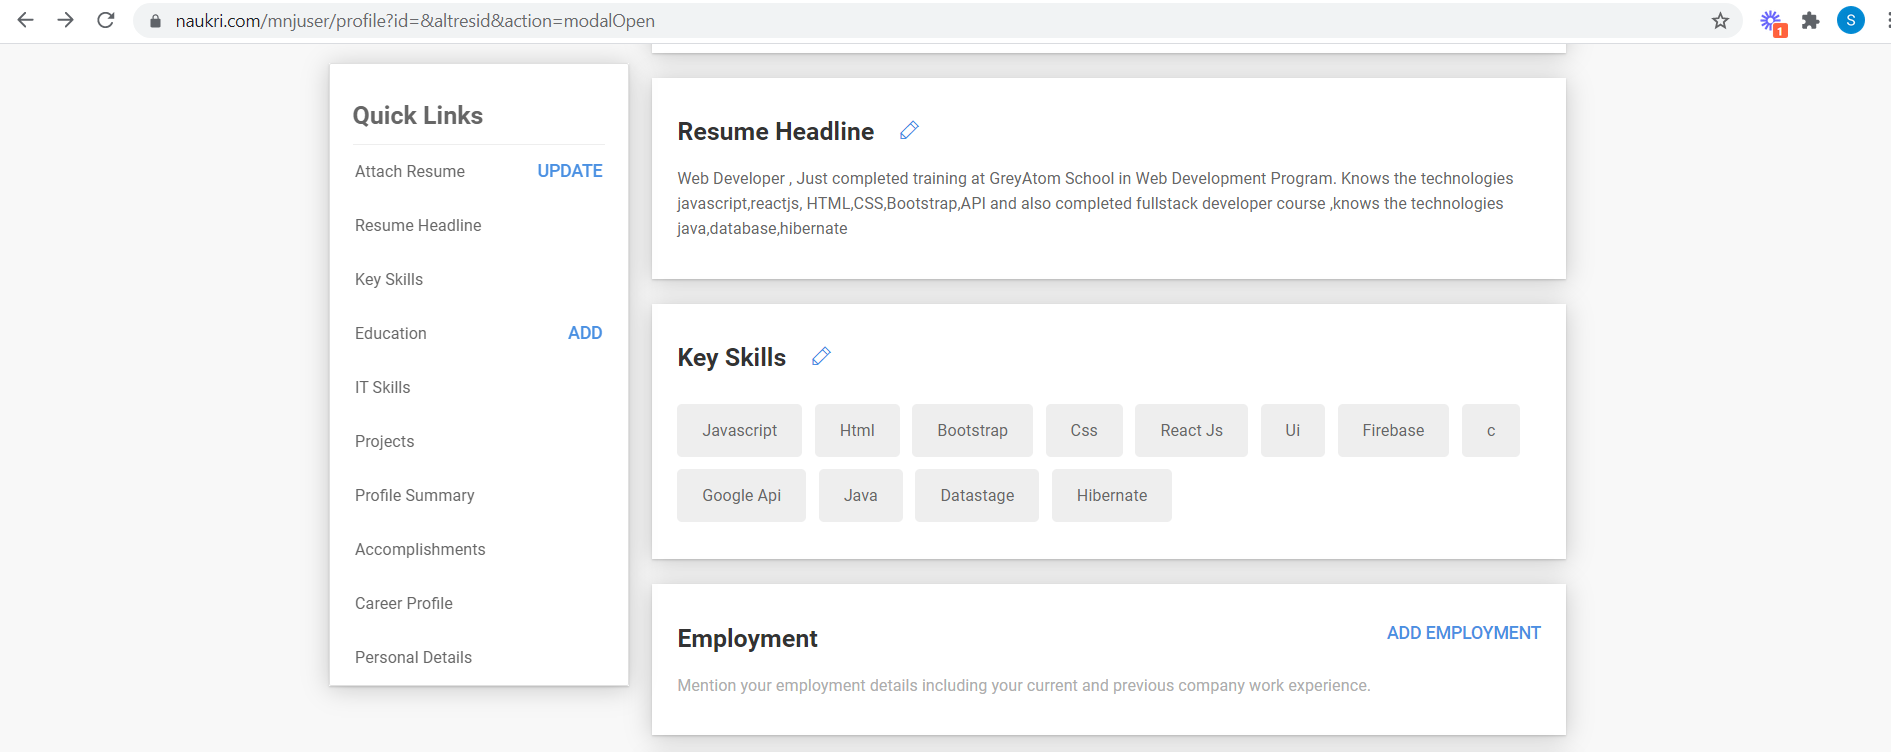 naukri.com/mnjuser/profile?id=&altresid&action=modalOpen
1
S
Quick Links
Attach Resume UPDATE
Resume Headline
Key Skills
Education ADD
IT Skills
Projects
Profile Summary
Accomplishments
Career Profile
Personal Details
Resume Headline
Web Developer , Just completed training at GreyAtom School in Web Development Program. Knows the technologies
javascript,reactjs, HTML,CSS,Bootstrap,API and also completed fullstack developer course ,knows the technologies
java,database,hibernate
Key Skills
Javascript Html Bootstrap Css React Js Ui Firebase c
Google Api Java Datastage Hibernate
Employment ADD EMPLOYMENT
Mention your employment details including your current and previous company work experience.